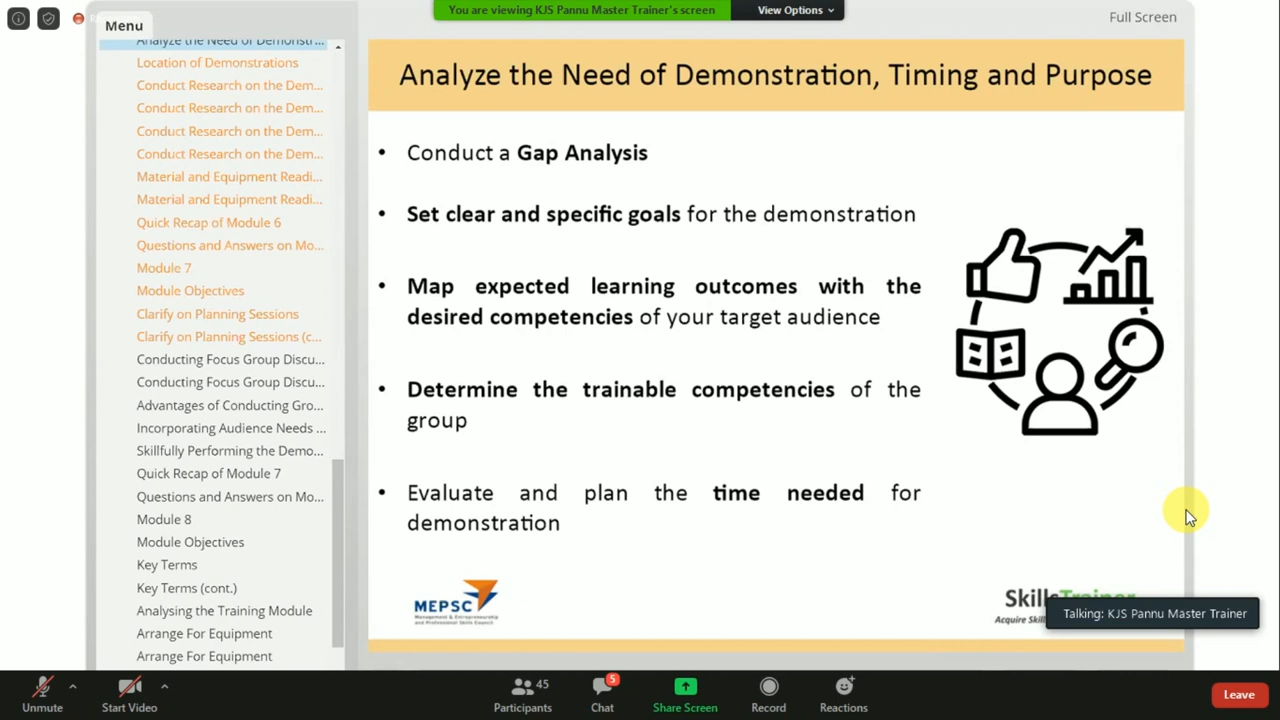 You are viewing KJS Pannu Master Trainer's screen
View Options
Full Screen
Menu
Analyze the Need of Demonstr...
Location of Demonstrations
Conduct Research on the Dem...
Conduct Research on the Dem...
Conduct Research on the Dem...
Conduct Research on the Dem...
Material and Equipment Readi...
Material and Equipment Readi...
Quick Recap of Module 6
Questions and Answers on Mo...
Module 7
Module Objectives
Clarify on Planning Sessions
Clarify on Planning Sessions (c...
Conducting Focus Group Discu...
Conducting Focus Group Discu...
Advantages of Conducting Gro...
Incorporating Audience Needs ...
Skillfully Performing the Demo...
Quick Recap of Module 7
Questions and Answers on Mo...
Module 8
Module Objectives
Key Terms
Key Terms (cont.)
Analysing the Training Module
Arrange For Equipment
Arrange For Equipment
Analyze the Need of Demonstration, Timing and Purpose
• Conduct a Gap Analysis
• Set clear and specific goals for the demonstration
• Map expected learning outcomes with the
desired competencies of your target audience
• Determine the trainable competencies of the
group
• Evaluate and plan the time needed for
demonstration
MEPSC
Management & Entrepreneurship
and Professional Skills Council
SkillsTrainer
Acquire
Talking: KJS Pannu Master Trainer
Unmute
Start Video
45
Participants
5
Chat
Share Screen
Record
Reactions
Leave